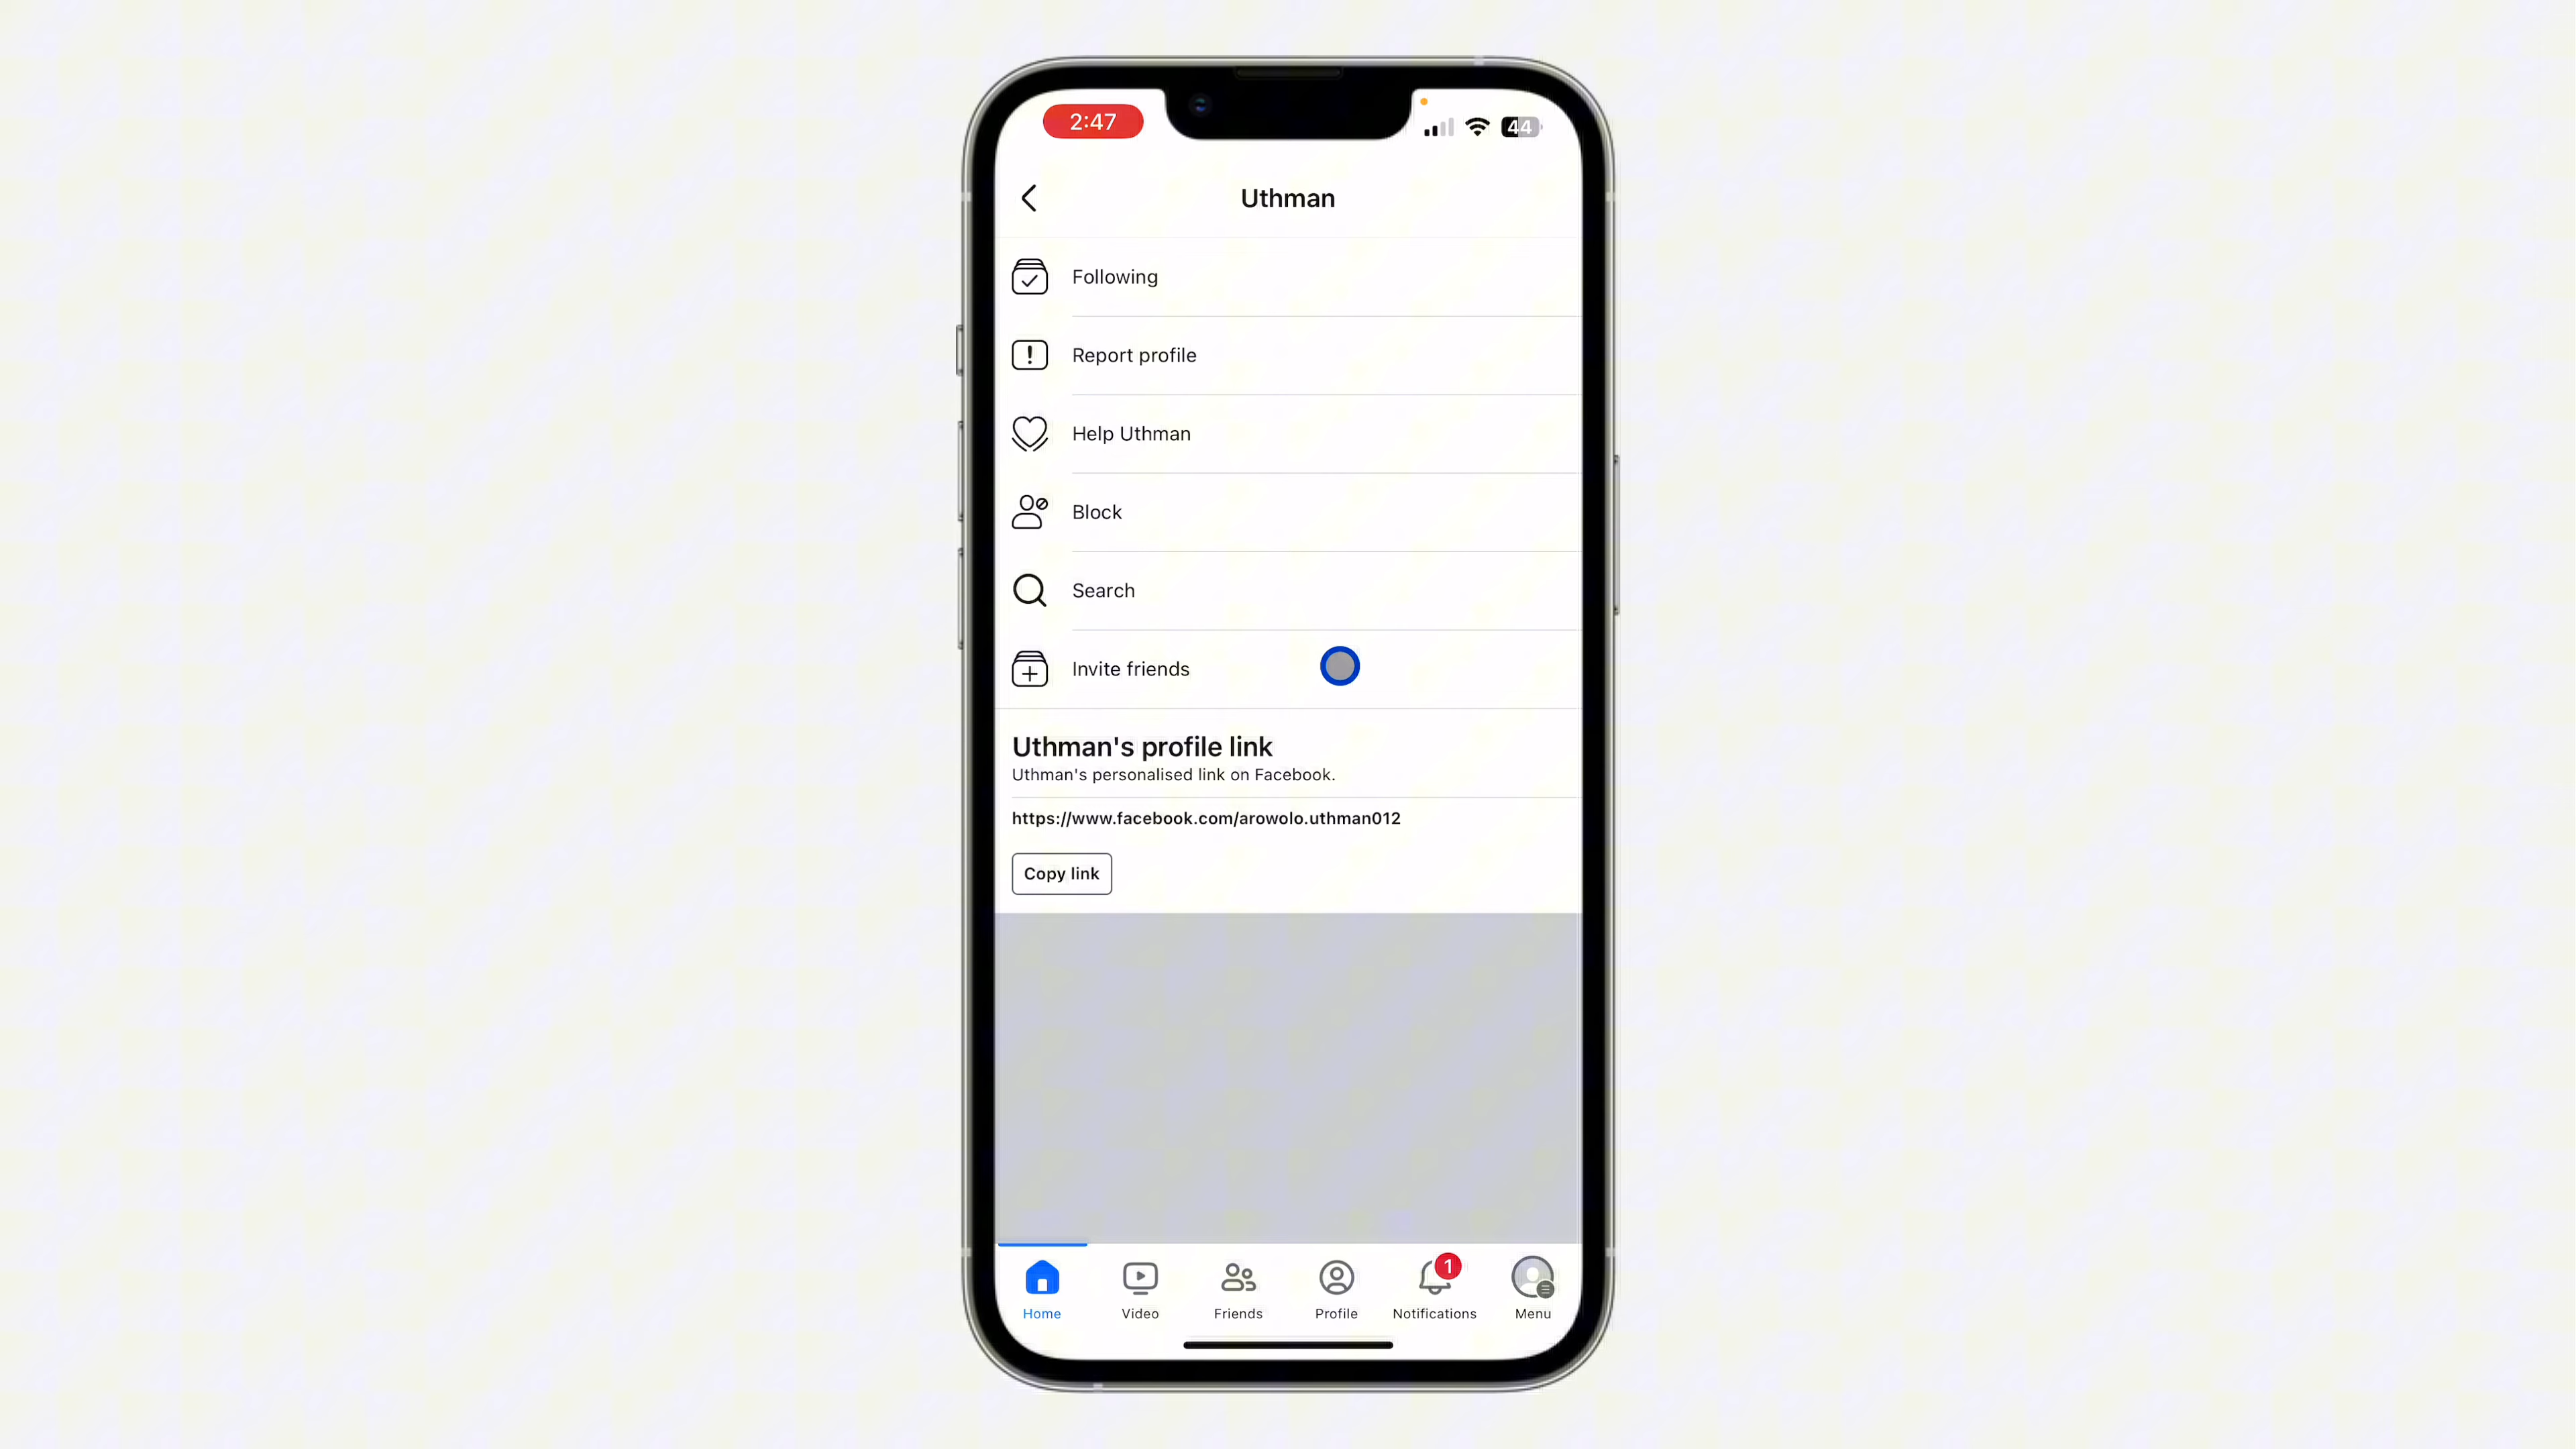 2:47
44
Uthman
Following
Report profile
Help Uthman
Block
Search
Invite friends
Uthman's profile link
Uthman's personalised link on Facebook.
https://www.facebook.com/arowolo.uthman012
Copy link
1
Home Video Friends Profile Notifications Menu